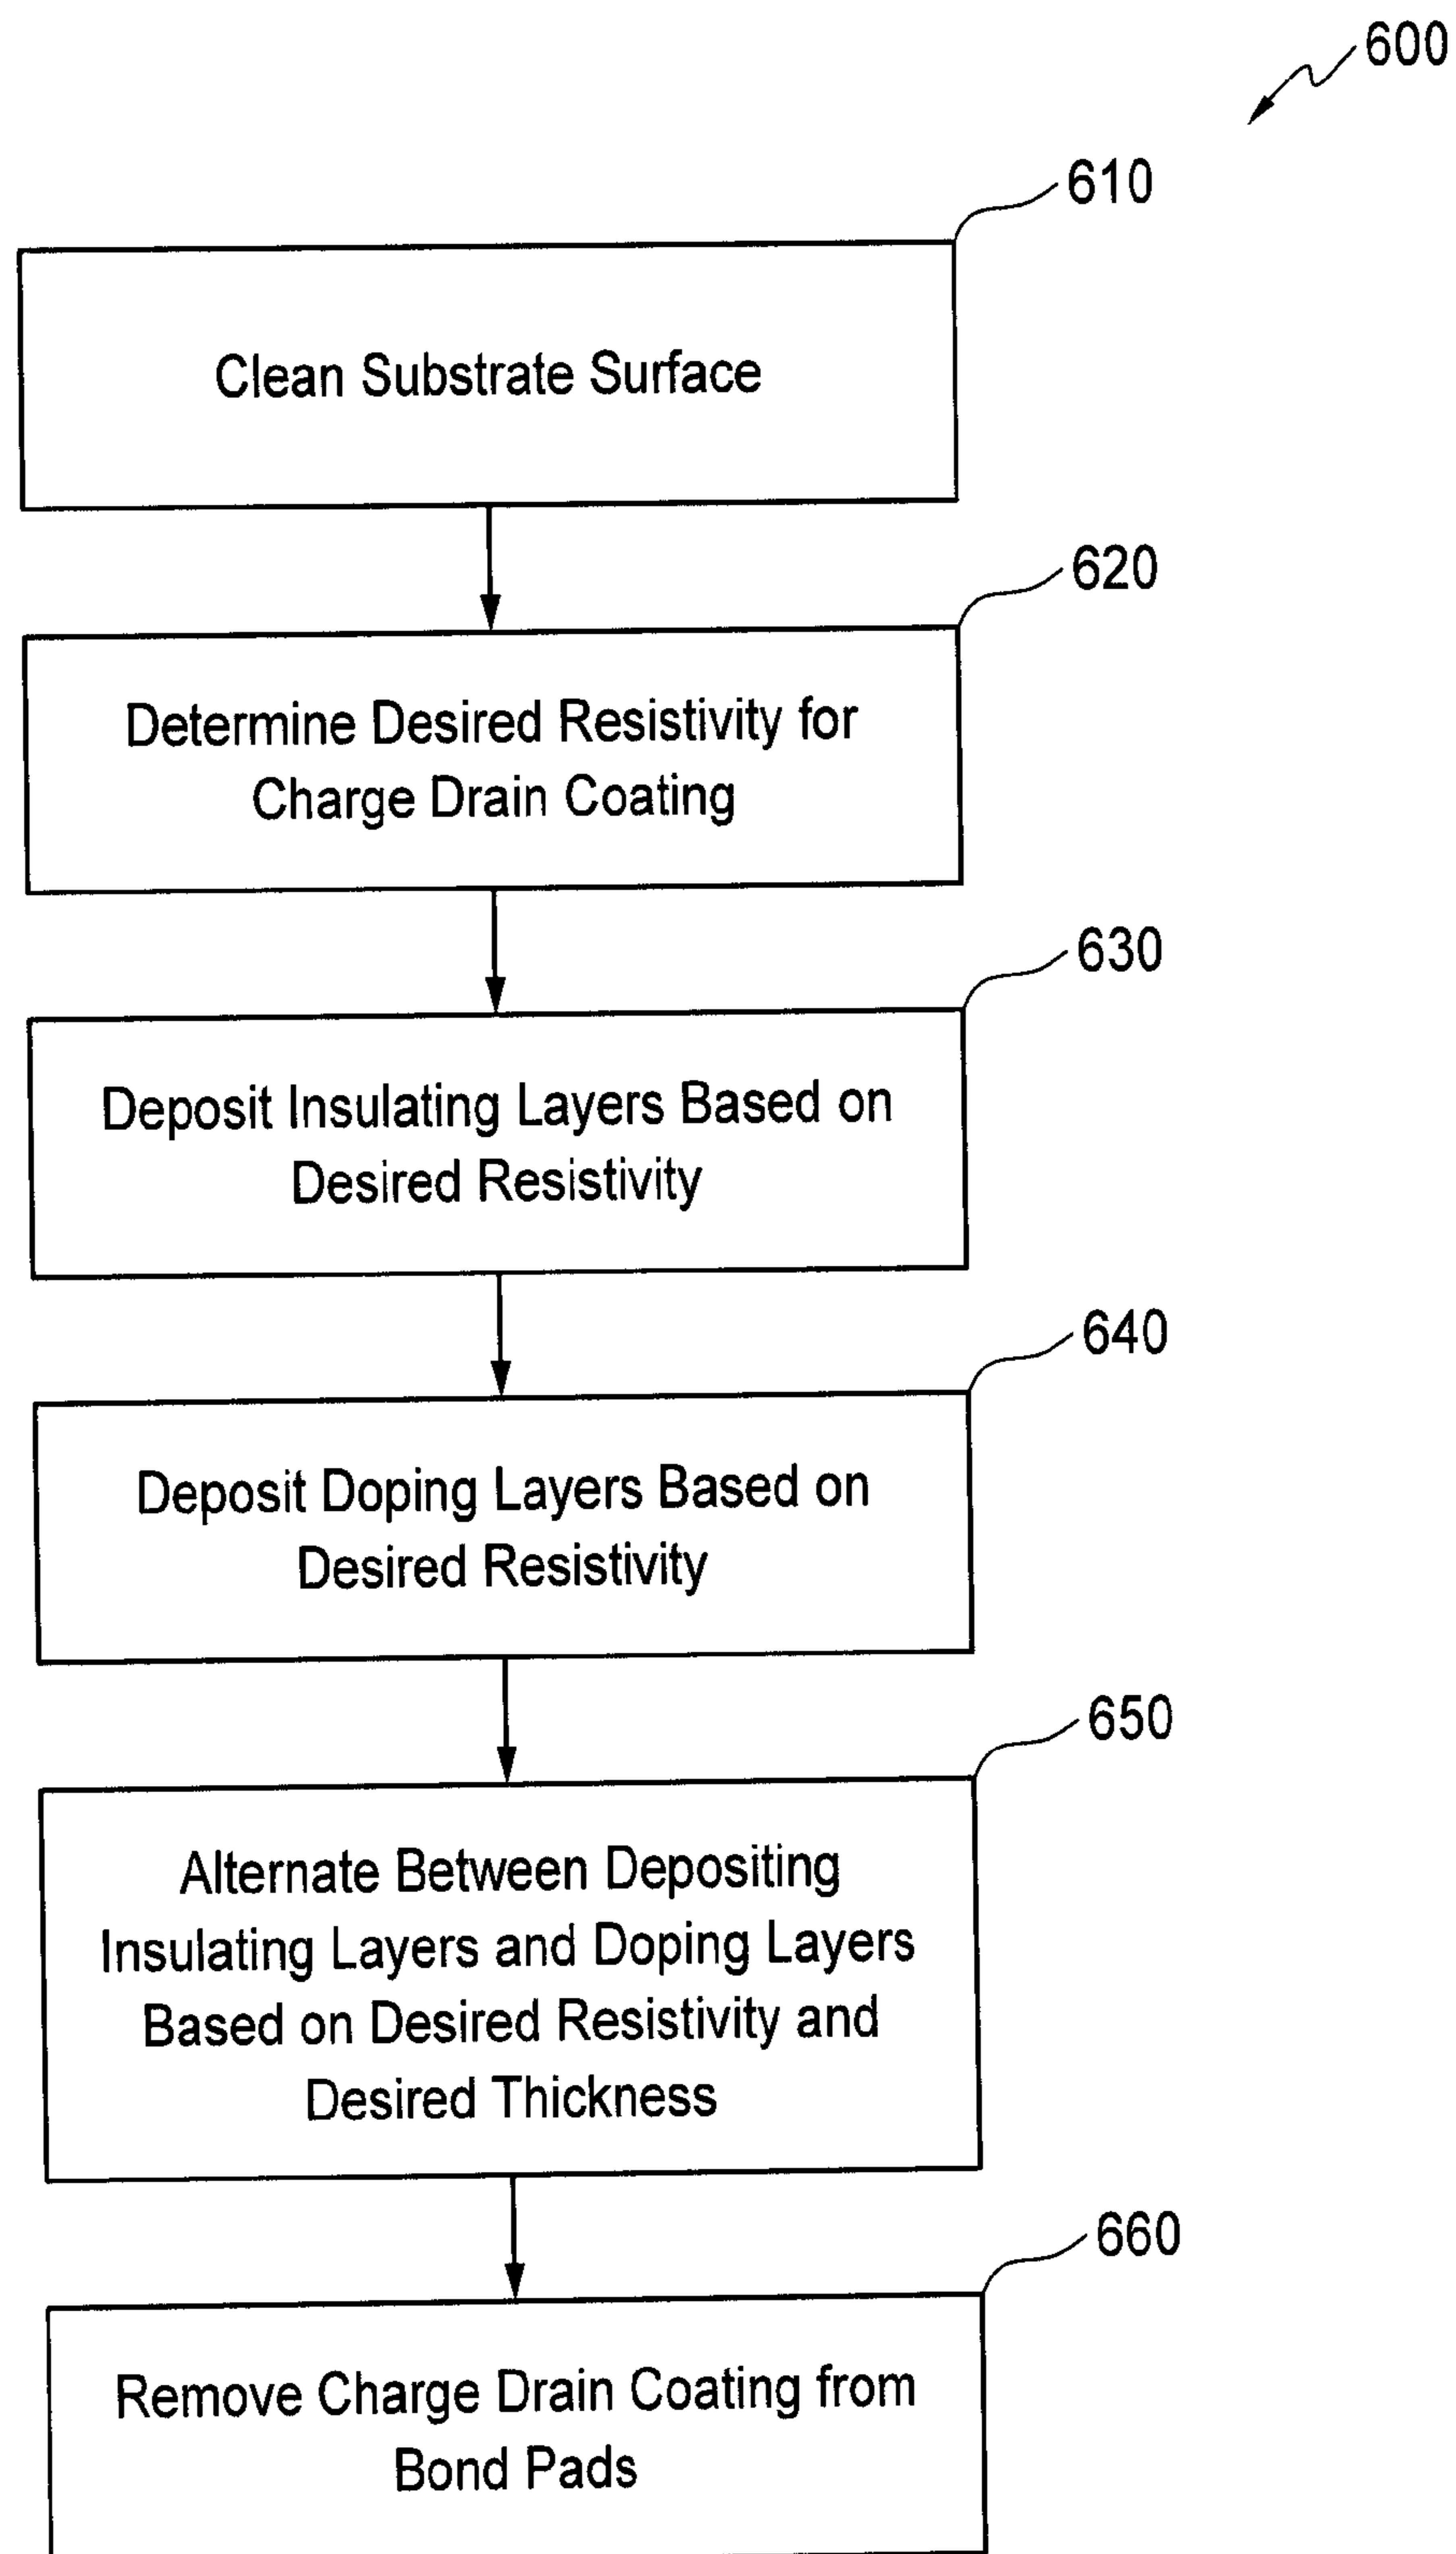 600
610
Clean Substrate Surface
620
Determine Desired Resistivity for
Charge Drain Coating
630
Deposit Insulating Layers Based on
Desired Resistivity
640
Deposit Doping Layers Based on
Desired Resistivity
650
Alternate Between Depositing
Insulating Layers and Doping Layers
Based on Desired Resistivity and
Desired Thickness
660
Remove Charge Drain Coating from
Bond Pads